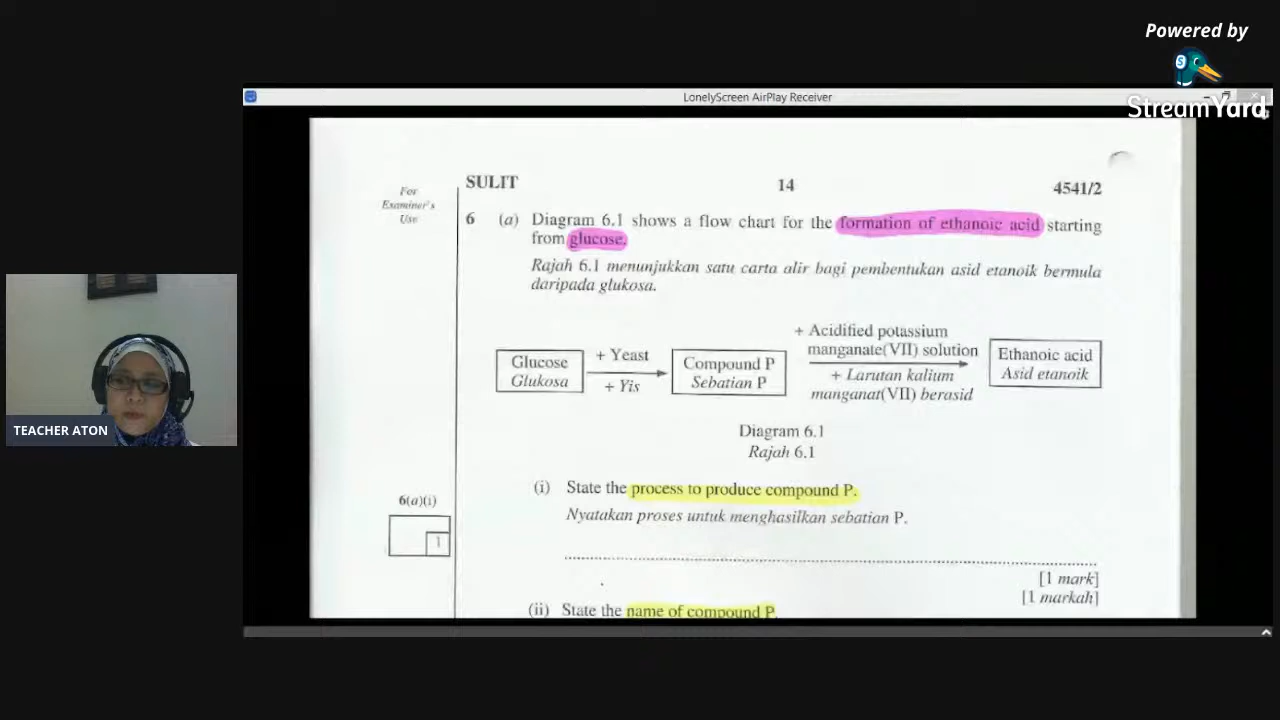 Powered by
StreamYard
LonelyScreen AirPlay Receiver
For
Examiner's
Use
SULIT
14
4541/2
6 (a) Diagram 6.1 shows a flow chart for the formation of ethanoic acid starting
from glucose.
Rajah 6.1 menunjukkan satu carta alir bagi pembentukan asid etanoik bermula
daripada glukosa.
Glucose
Glukosa
+ Yeast
+ Yis
Compound P
Sebatian P
+ Acidified potassium
manganate(VII) solution
+ Larutan kalium
manganat(VII) berasid
Ethanoic acid
Asid etanoik
Diagram 6.1
Rajah 6.1
TEACHER ATON
(i) State the process to produce compound P.
Nyatakan proses untuk menghasilkan sebatian P.
6(a)(i)
1
[1 mark]
[1 markah]
(ii) State the name of compound P.